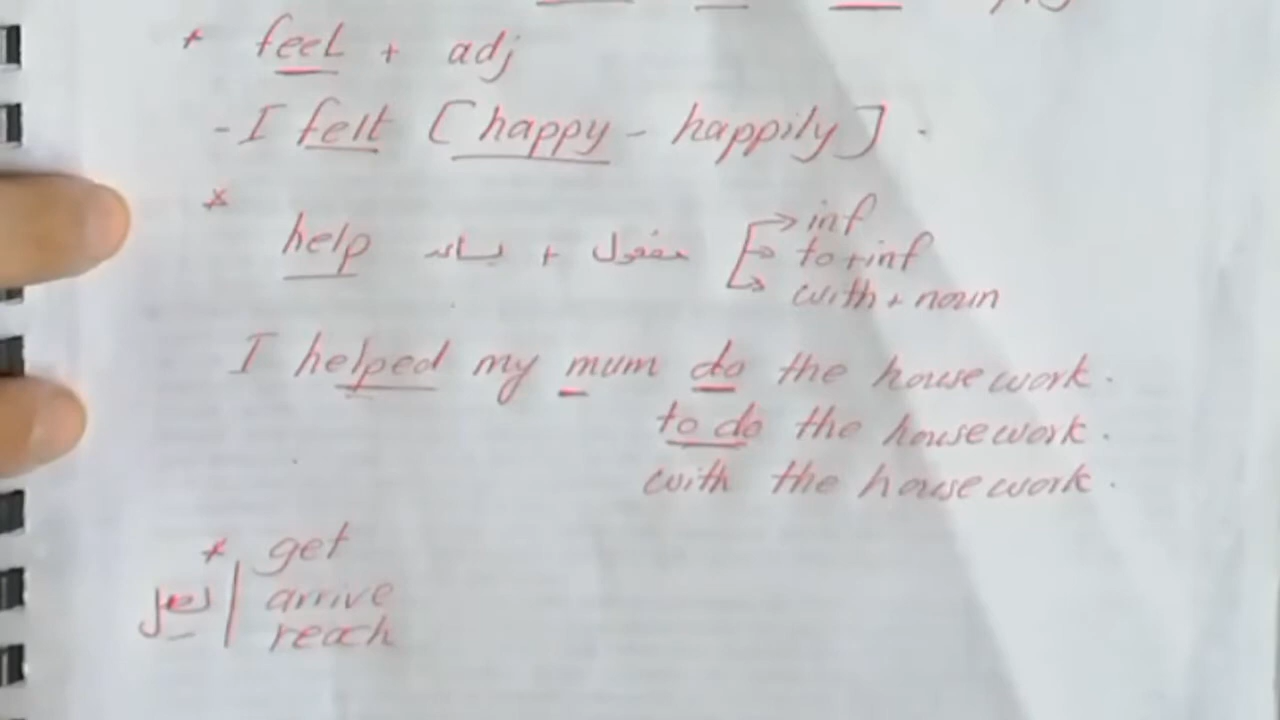 * feel + adj
- I felt [happy - happily].
* help يساعد + مفعول → inf
→ to + inf
→ with + noun
I helped my mum do the housework.
to do the housework.
with the housework.
* get
يصل | arrive
reach